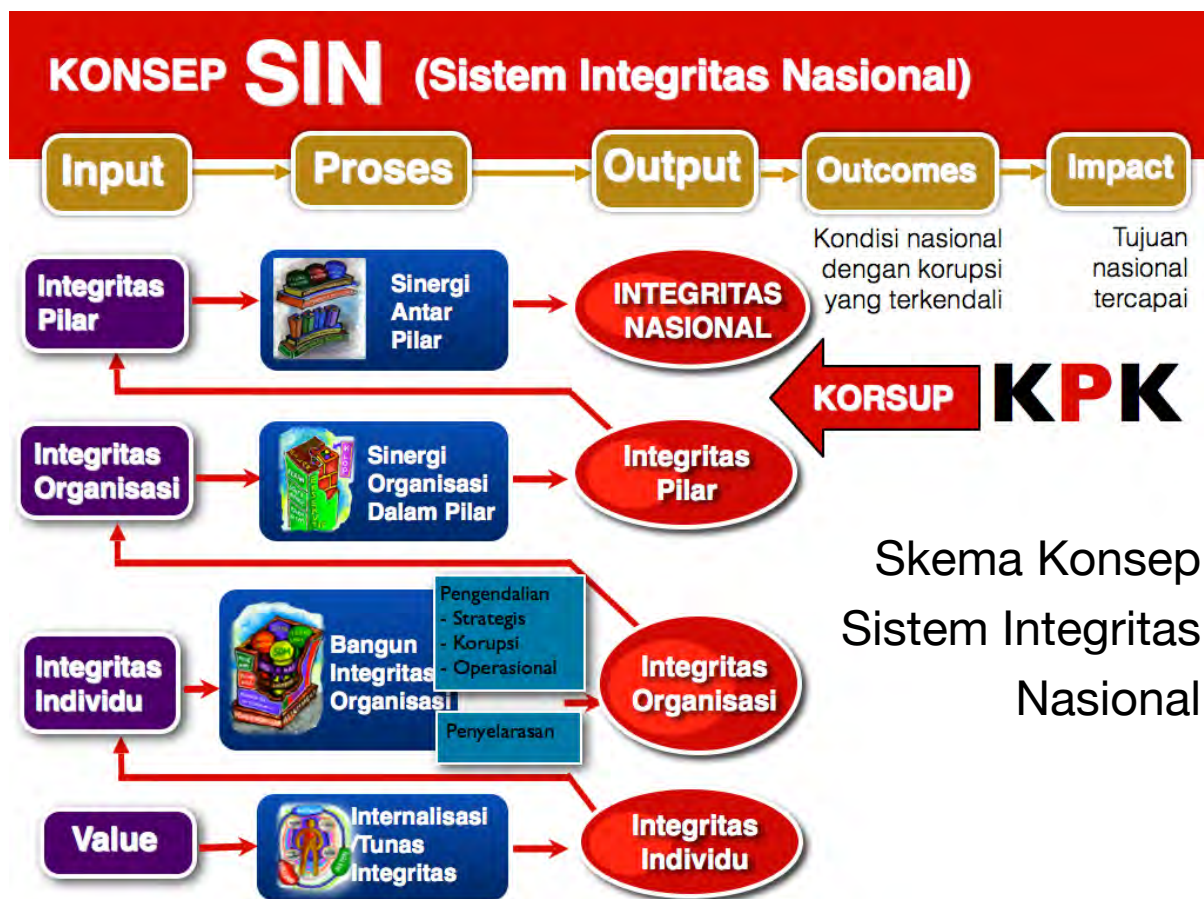 KONSEP SIN (Sistem Integritas Nasional)
Input
Proses
Output
Outcomes
Impact
Kondisi nasional
dengan korupsi
yang terkendali
Tujuan
nasional
tercapai
Integritas
Pilar
Sinergi
Antar
Pilar
INTEGRITAS
NASIONAL
KORSUP
KPK
Integritas
Organisasi
Sinergi
Organisasi
Dalam Pilar
Integritas
Pilar
Skema Konsep
Sistem Integritas
Nasional
Integritas
Individu
SDM
Bangun
Integritas
Organisasi
Pengendalian
- Strategis
- Korupsi
- Operasional
Penyelarasan
Integritas
Organisasi
Value
Internalisasi
/Tunas
Integritas
Integritas
Individu